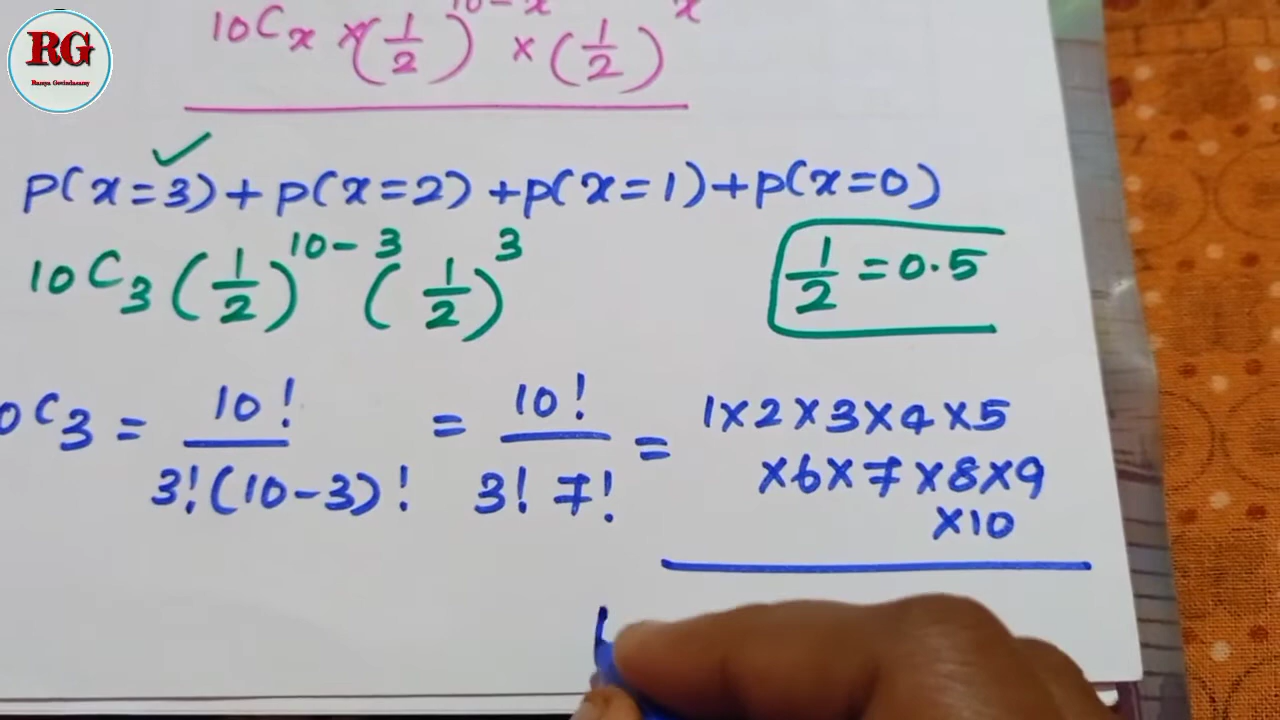 RG
Ramya Govindasamy
10Cx × (1/2)^10-x × (1/2)^x
P(x=3) + P(x=2) + P(x=1) + P(x=0)
10C3 (1/2)^10-3 (1/2)^3
1/2 = 0.5
0C3 = 10! / 3!(10-3)! = 10! / 3! 7! = 1×2×3×4×5
×6×7×8×9
×10